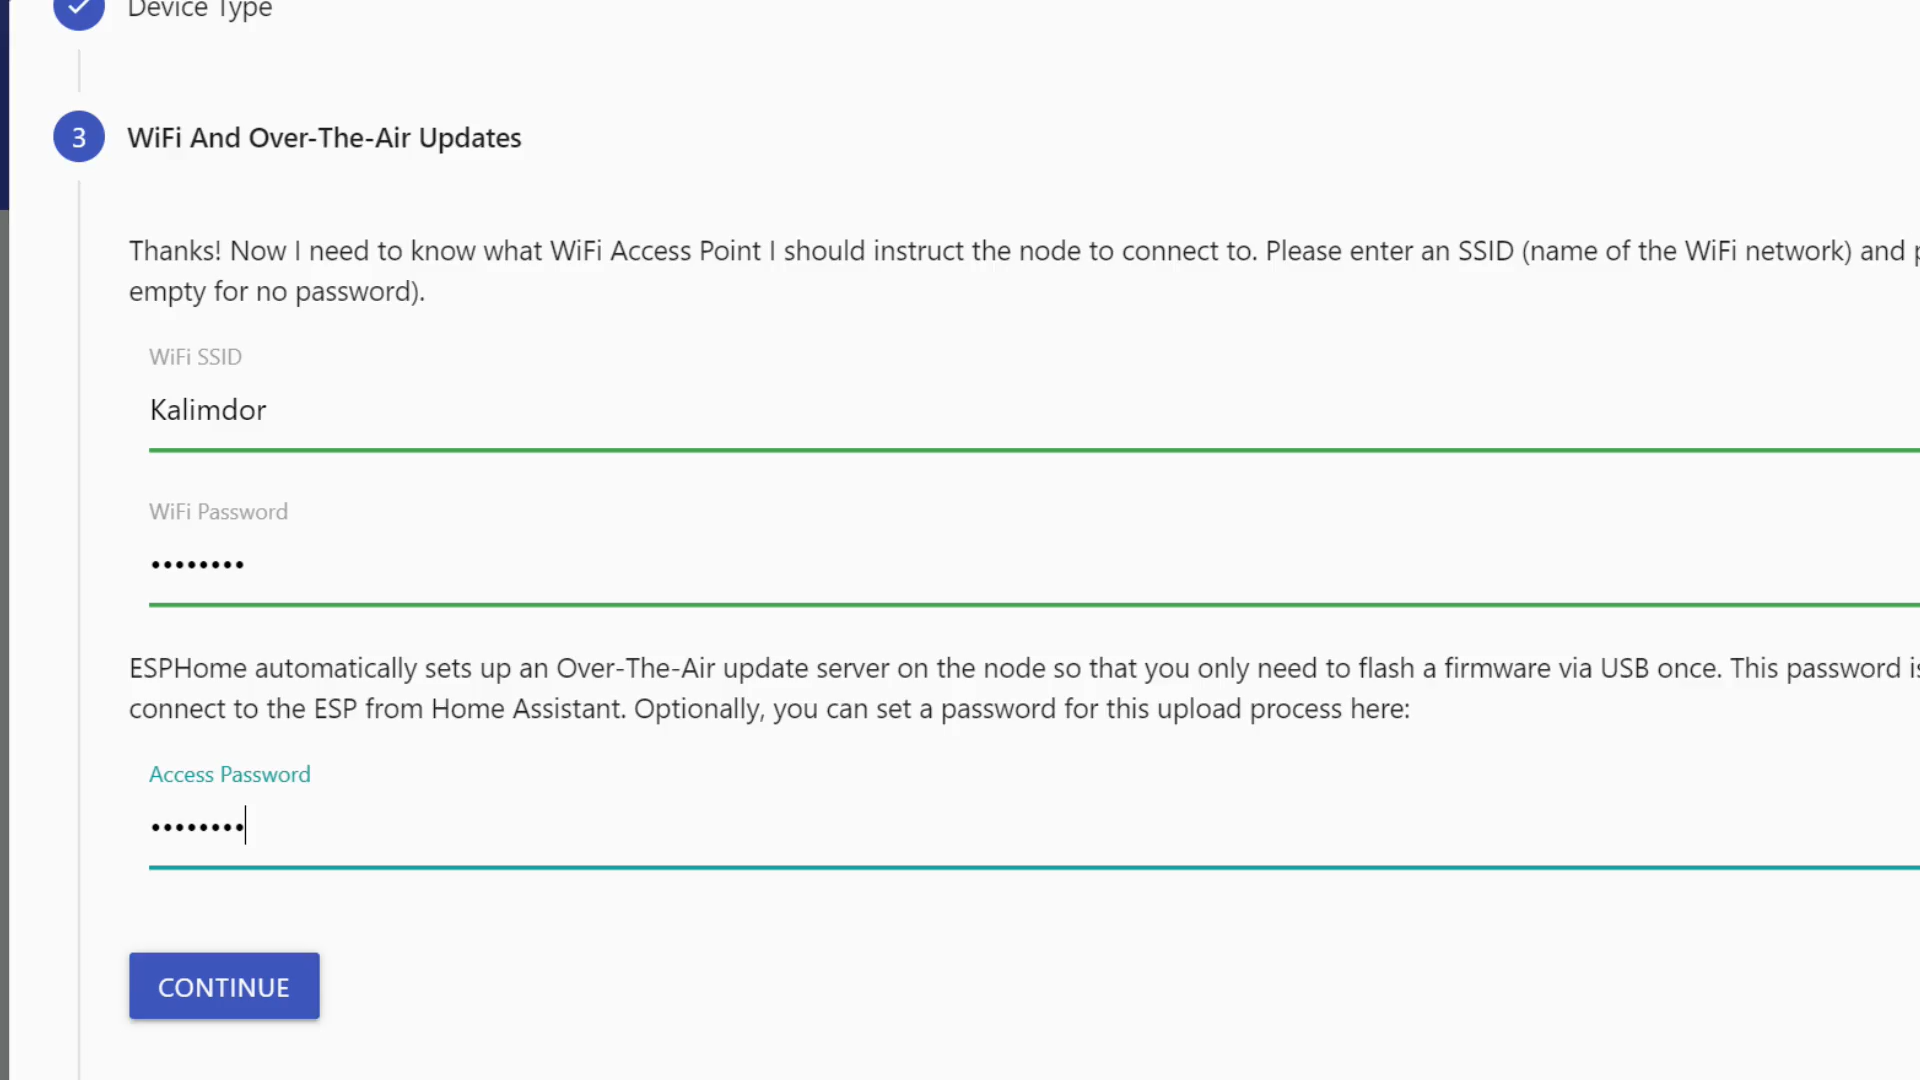 Device Type
3 WiFi And Over-The-Air Updates
Thanks! Now I need to know what WiFi Access Point I should instruct the node to connect to. Please enter an SSID (name of the WiFi network) and
empty for no password).
WiFi SSID
Kalimdor
WiFi Password
••••••••
ESPHome automatically sets up an Over-The-Air update server on the node so that you only need to flash a firmware via USB once. This password
connect to the ESP from Home Assistant. Optionally, you can set a password for this upload process here:
Access Password
••••••••
CONTINUE